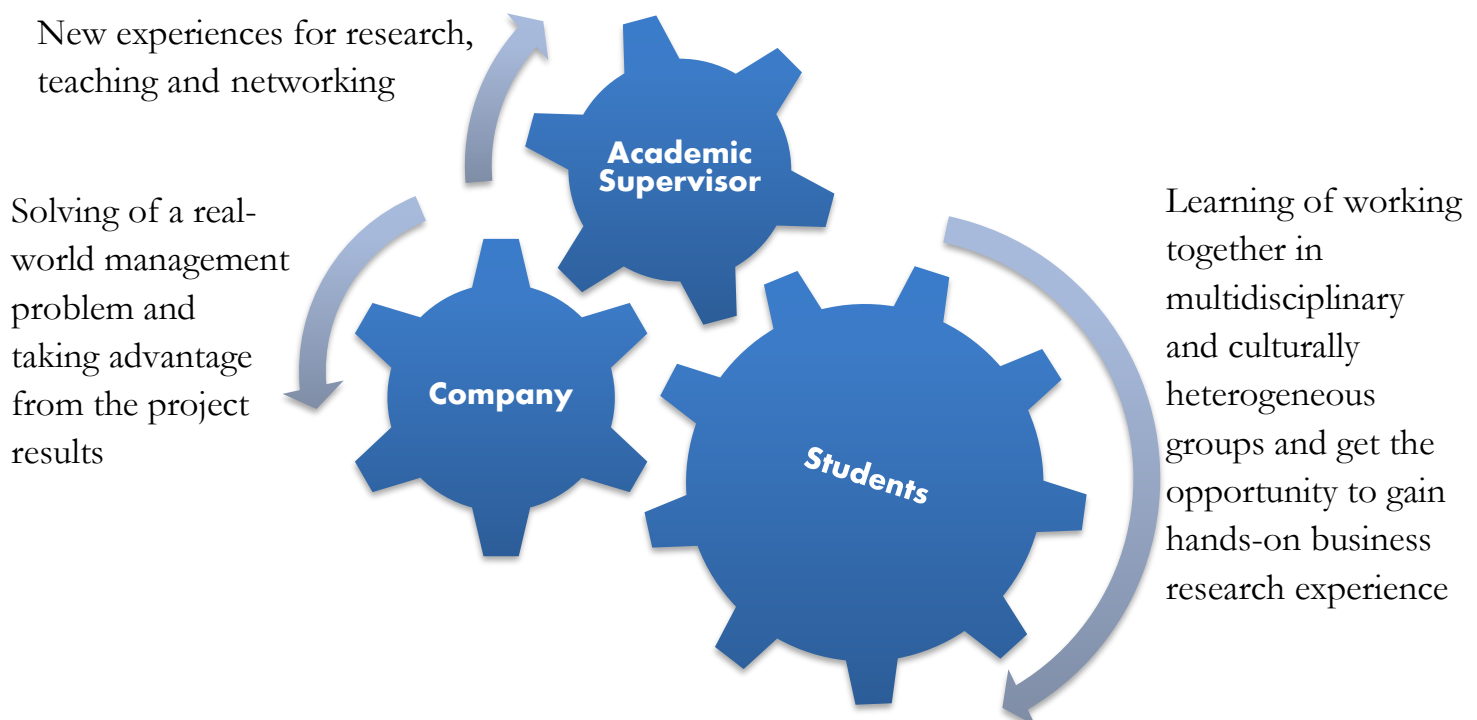 New experiences for research,
teaching and networking
Academic
Supervisor
Solving of a real-
world management
problem and
taking advantage
from the project
results
Company
Students
Learning of working
together in
multidisciplinary
and culturally
heterogeneous
groups and get the
opportunity to gain
hands-on business
research experience